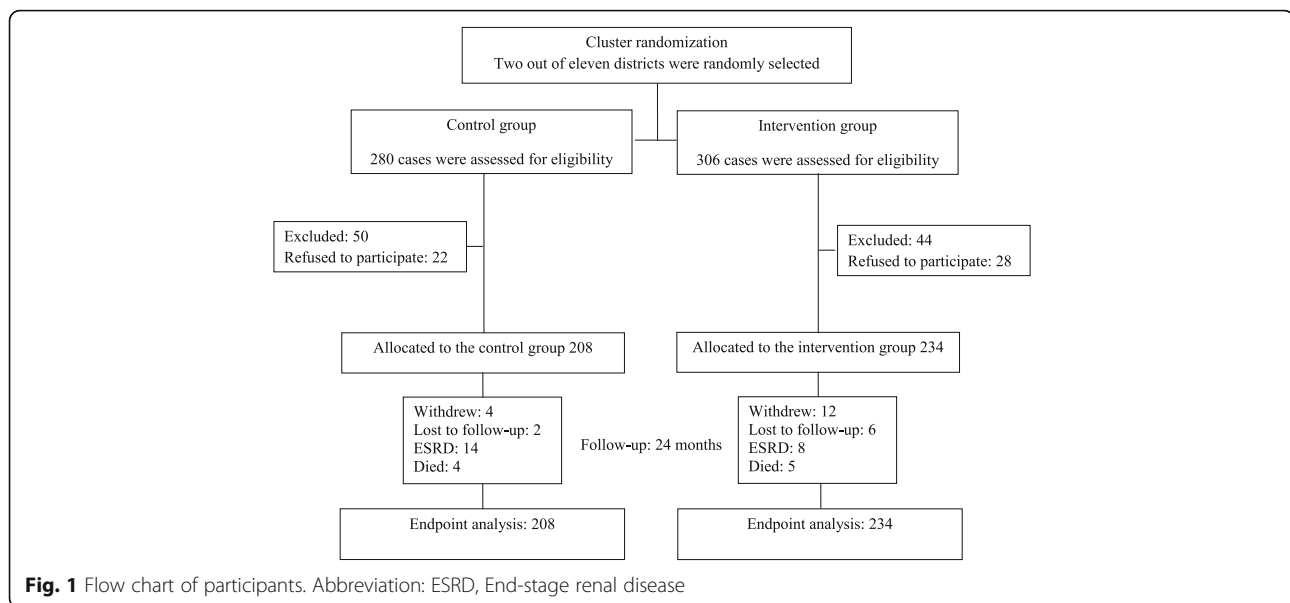 Cluster randomization
Two out of eleven districts were randomly selected
Control group
280 cases were assessed for eligibility
Intervention group
306 cases were assessed for eligibility
Excluded: 50
Refused to participate: 22
Excluded: 44
Refused to participate: 28
Allocated to the control group 208
Allocated to the intervention group 234
Withdrew: 4
Lost to follow-up: 2
ESRD: 14
Died: 4
Follow-up: 24 months
Withdrew: 12
Lost to follow-up: 6
ESRD: 8
Died: 5
Endpoint analysis: 208
Endpoint analysis: 234
Fig. 1 Flow chart of participants. Abbreviation: ESRD, End-stage renal disease